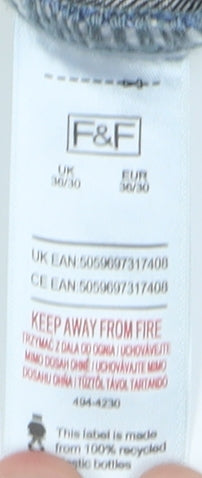 F&F
UK EUR
36/30 36/30
UK EAN:5059697317408
CE EAN:5059697317408
KEEP AWAY FROM FIRE
TRZYMAĆ Z DALA OD OGNIA / UCHOVÁVEJTE
MIMO DOSAH OHNĚ / UCHOVÁVAJTE MIMO
DOSAHU OHŇA / TŰZTŐL TÁVOL TARTANDÓ
494-4230
This label is made
from 100% recycled
plastic bottles